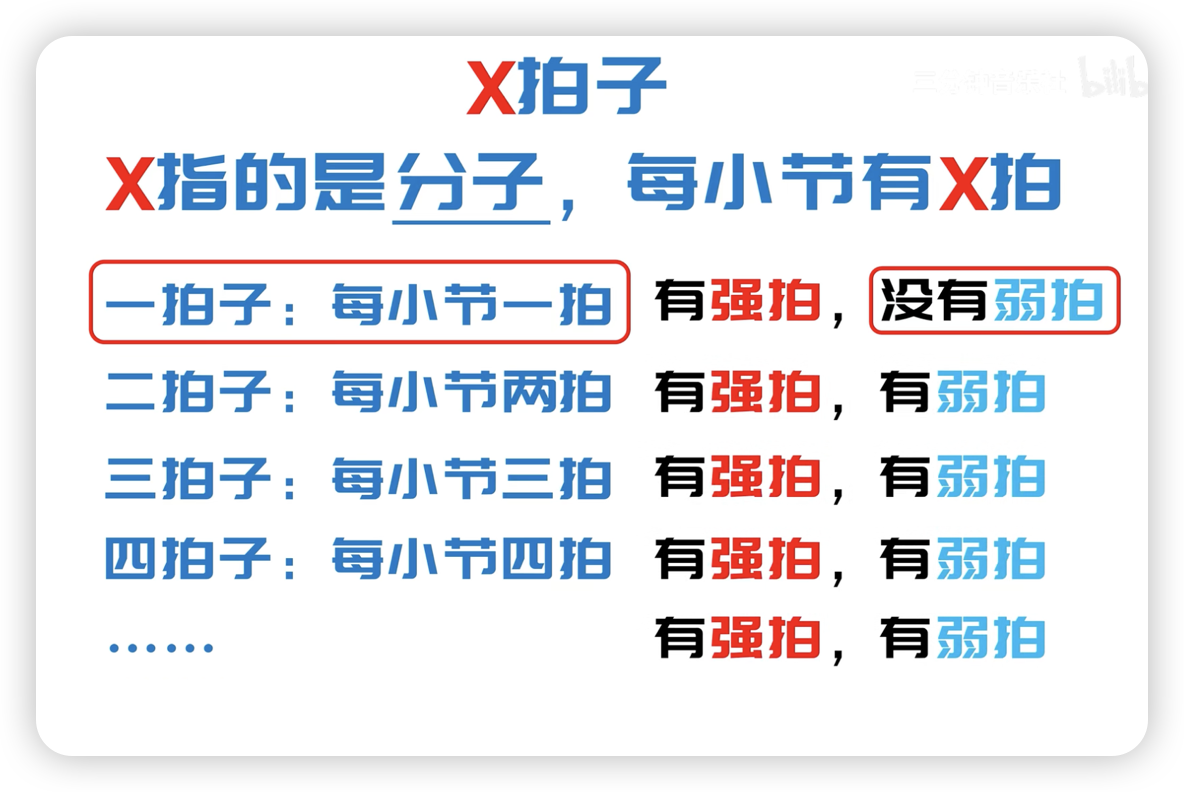 X拍子
X指的是分子，每小节有X拍
一拍子：每小节一拍 有强拍，没有弱拍
二拍子：每小节两拍 有强拍，有弱拍
三拍子：每小节三拍 有强拍，有弱拍
四拍子：每小节四拍 有强拍，有弱拍
…… 有强拍，有弱拍